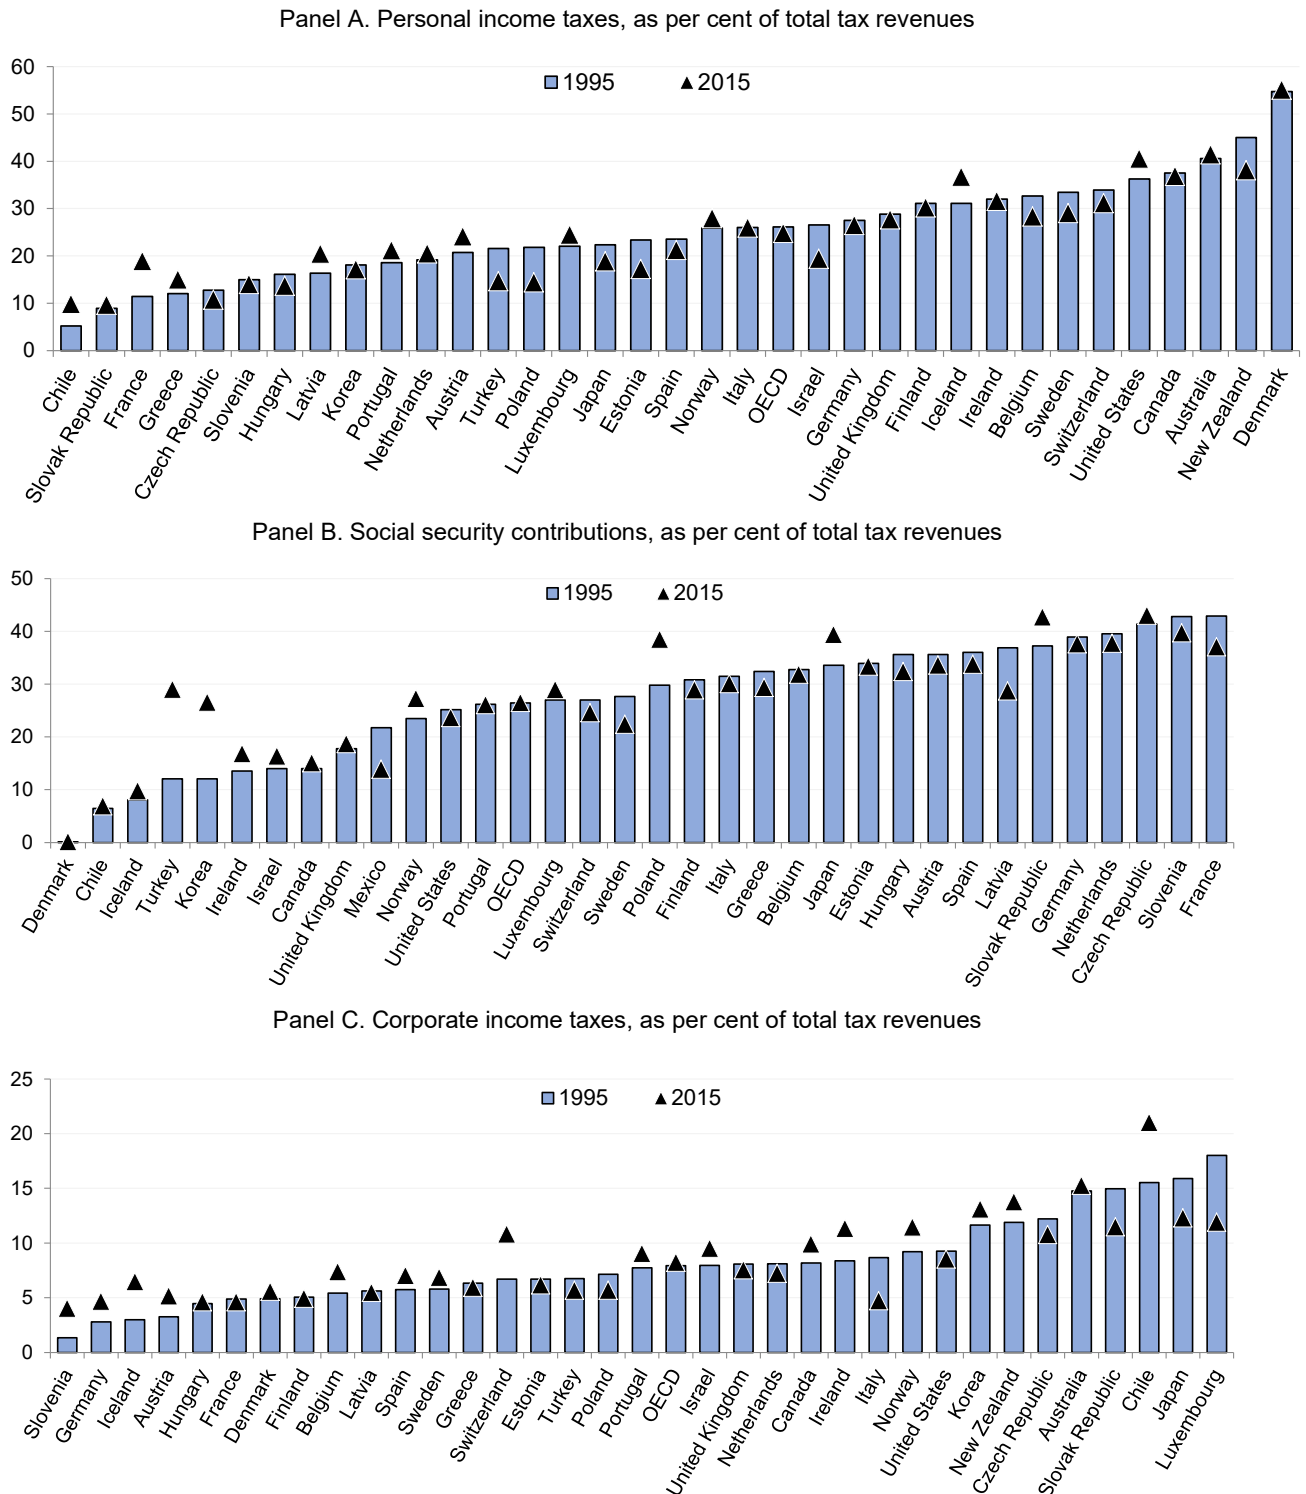 Panel A. Personal income taxes, as per cent of total tax revenues
60
50
40
30
20
10
0
1995
2015
Chile
Slovak Republic
France
Greece
Czech Republic
Slovenia
Hungary
Latvia
Korea
Portugal
Netherlands
Austria
Turkey
Poland
Luxembourg
Japan
Estonia
Spain
Norway
Italy
OECD
Israel
Germany
United Kingdom
Finland
Iceland
Ireland
Belgium
Sweden
Switzerland
United States
Canada
Australia
New Zealand
Denmark
Panel B. Social security contributions, as per cent of total tax revenues
50
40
30
20
10
0
1995
2015
Denmark
Chile
Iceland
Turkey
Korea
Ireland
Israel
Canada
United Kingdom
Mexico
Norway
United States
Portugal
OECD
Luxembourg
Switzerland
Sweden
Poland
Finland
Italy
Greece
Belgium
Japan
Estonia
Hungary
Austria
Spain
Latvia
Slovak Republic
Germany
Netherlands
Czech Republic
Slovenia
France
Panel C. Corporate income taxes, as per cent of total tax revenues
25
20
15
10
5
0
1995
2015
Slovenia
Germany
Iceland
Austria
Hungary
France
Denmark
Finland
Belgium
Latvia
Spain
Sweden
Greece
Switzerland
Estonia
Turkey
Poland
Portugal
OECD
Israel
United Kingdom
Netherlands
Canada
Ireland
Italy
Norway
United States
Korea
New Zealand
Czech Republic
Australia
Slovak Republic
Chile
Japan
Luxembourg